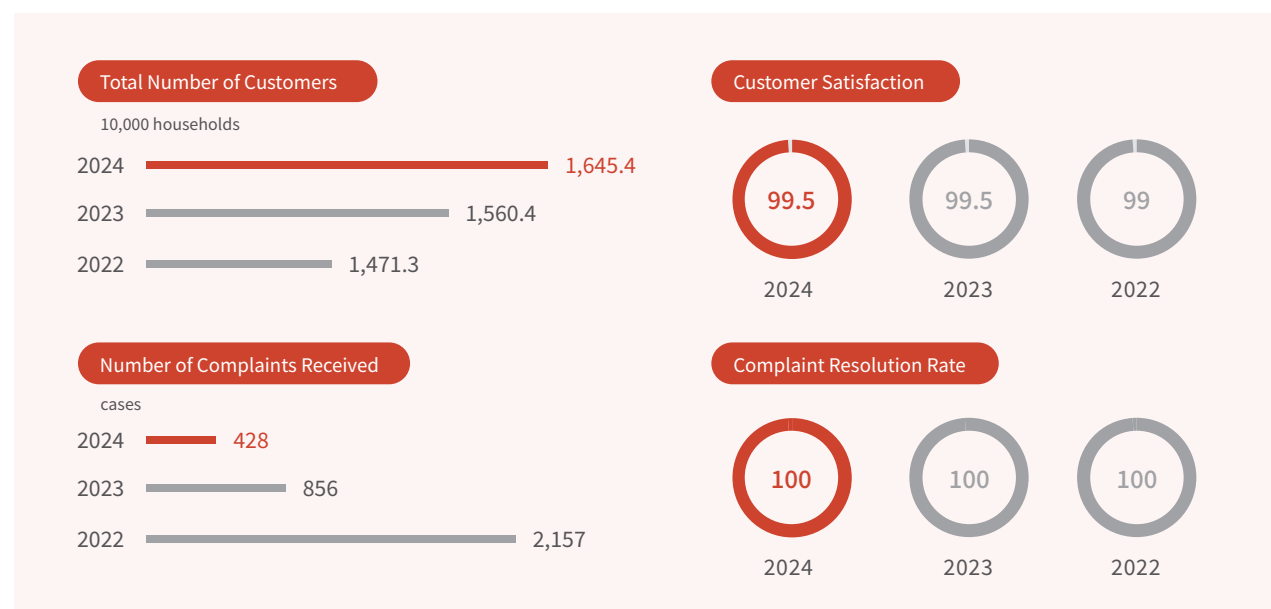 Total Number of Customers
10,000 households
2024 1,645.4
2023 1,560.4
2022 1,471.3
Customer Satisfaction
99.5 99.5 99
2024 2023 2022
Number of Complaints Received
cases
2024 428
2023 856
2022 2,157
Complaint Resolution Rate
100 100 100
2024 2023 2022